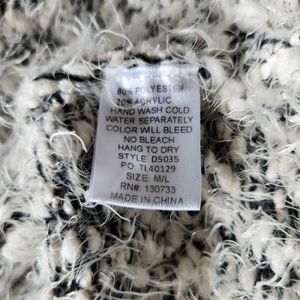 80% POLYESTER
20% ACRYLIC
HAND WASH COLD
WATER SEPARATELY
COLOR WILL BLEED
NO BLEACH
HANG TO DRY
STYLE: D5035
PO: TL40129
SIZE: M/L
RN#: 130733
MADE IN CHINA